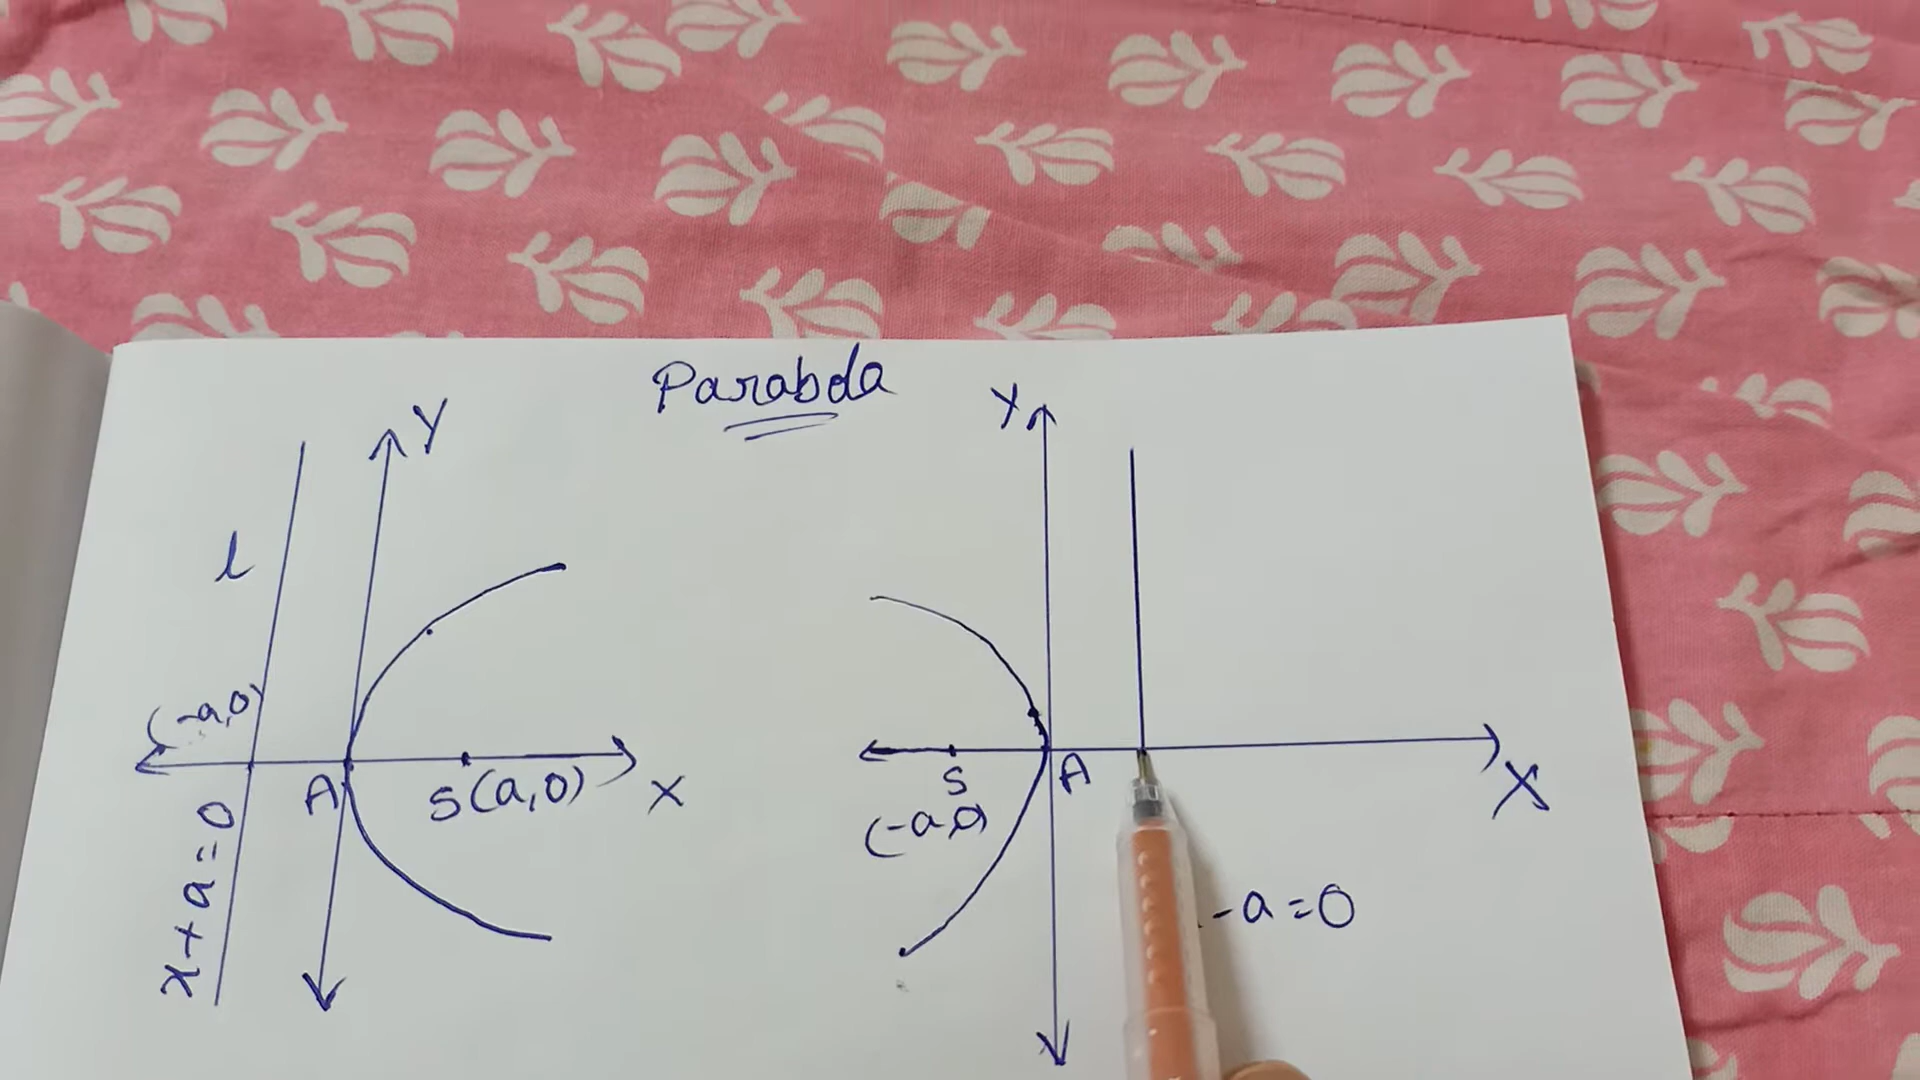 Parabola
Y
l
(-a,0)
A
S(a,0)
X
x+a=0
Y
S
(-a,0)
A
X
-a=0